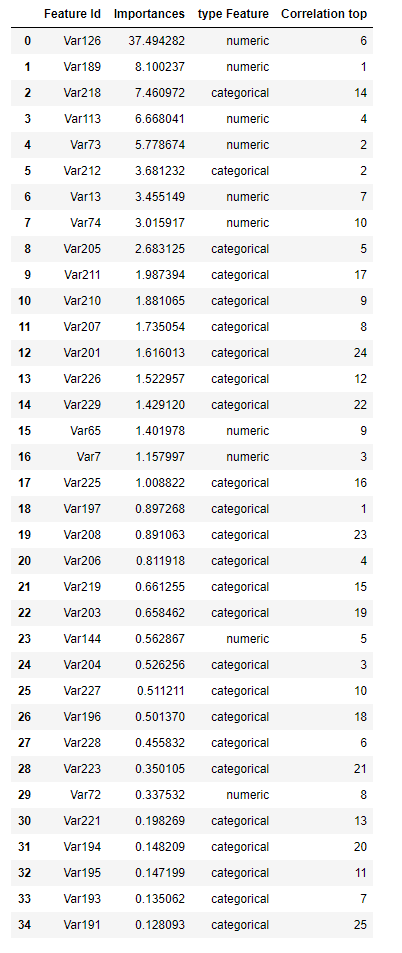 Feature Id Importances type Feature Correlation top
0 Var126 37.494282 numeric 6
1 Var189 8.100237 numeric 1
2 Var218 7.460972 categorical 14
3 Var113 6.668041 numeric 4
4 Var73 5.778674 numeric 2
5 Var212 3.681232 categorical 2
6 Var13 3.455149 numeric 7
7 Var74 3.015917 numeric 10
8 Var205 2.683125 categorical 5
9 Var211 1.987394 categorical 17
10 Var210 1.881065 categorical 9
11 Var207 1.735054 categorical 8
12 Var201 1.616013 categorical 24
13 Var226 1.522957 categorical 12
14 Var229 1.429120 categorical 22
15 Var65 1.401978 numeric 9
16 Var7 1.157997 numeric 3
17 Var225 1.008822 categorical 16
18 Var197 0.897268 categorical 1
19 Var208 0.891063 categorical 23
20 Var206 0.811918 categorical 4
21 Var219 0.661255 categorical 15
22 Var203 0.658462 categorical 19
23 Var144 0.562867 numeric 5
24 Var204 0.526256 categorical 3
25 Var227 0.511211 categorical 10
26 Var196 0.501370 categorical 18
27 Var228 0.455832 categorical 6
28 Var223 0.350105 categorical 21
29 Var72 0.337532 numeric 8
30 Var221 0.198269 categorical 13
31 Var194 0.148209 categorical 20
32 Var195 0.147199 categorical 11
33 Var193 0.135062 categorical 7
34 Var191 0.128093 categorical 25